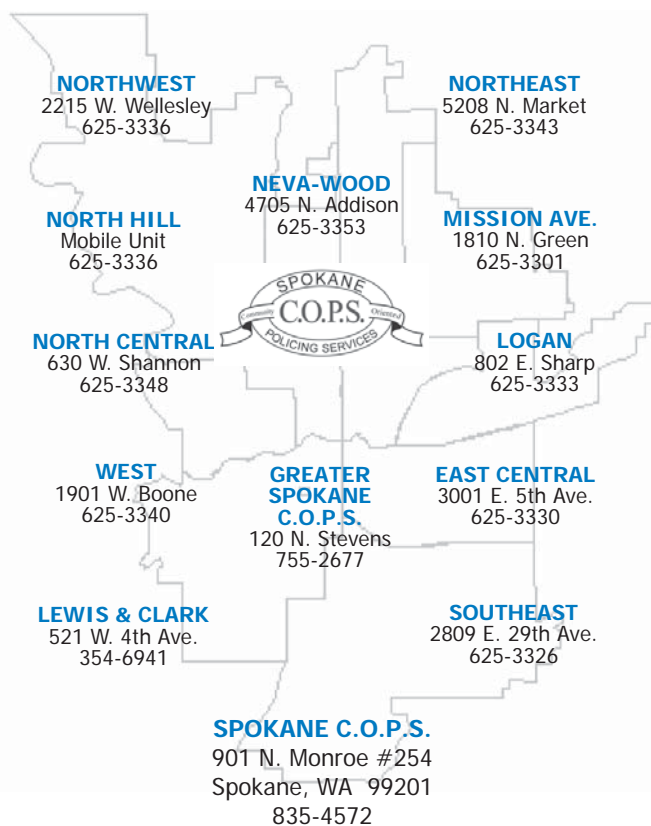 NORTHWEST
2215 W. Wellesley
625-3336
NORTHEAST
5208 N. Market
625-3343
NEVA-WOOD
4705 N. Addison
625-3353
NORTH HILL
Mobile Unit
625-3336
MISSION AVE.
1810 N. Green
625-3301
SPOKANE
Community C.O.P.S. Oriented
POLICING SERVICES
NORTH CENTRAL
630 W. Shannon
625-3348
LOGAN
802 E. Sharp
625-3333
WEST
1901 W. Boone
625-3340
GREATER
SPOKANE
C.O.P.S.
120 N. Stevens
755-2677
EAST CENTRAL
3001 E. 5th Ave.
625-3330
LEWIS & CLARK
521 W. 4th Ave.
354-6941
SOUTHEAST
2809 E. 29th Ave.
625-3326
SPOKANE C.O.P.S.
901 N. Monroe #254
Spokane, WA 99201
835-4572